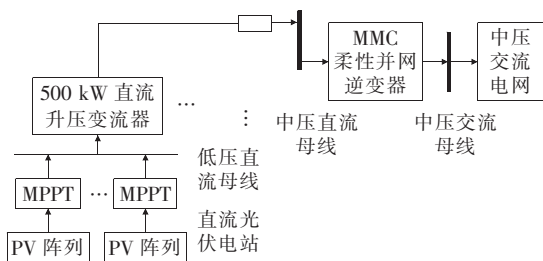 MMC
柔性并网
逆变器
中压
交流
电网
500 kW 直流
升压变流器
…
…
中压直流
母线
中压交流
母线
低压直
流母线
MPPT … MPPT
直流光
伏电站
PV 阵列 PV 阵列